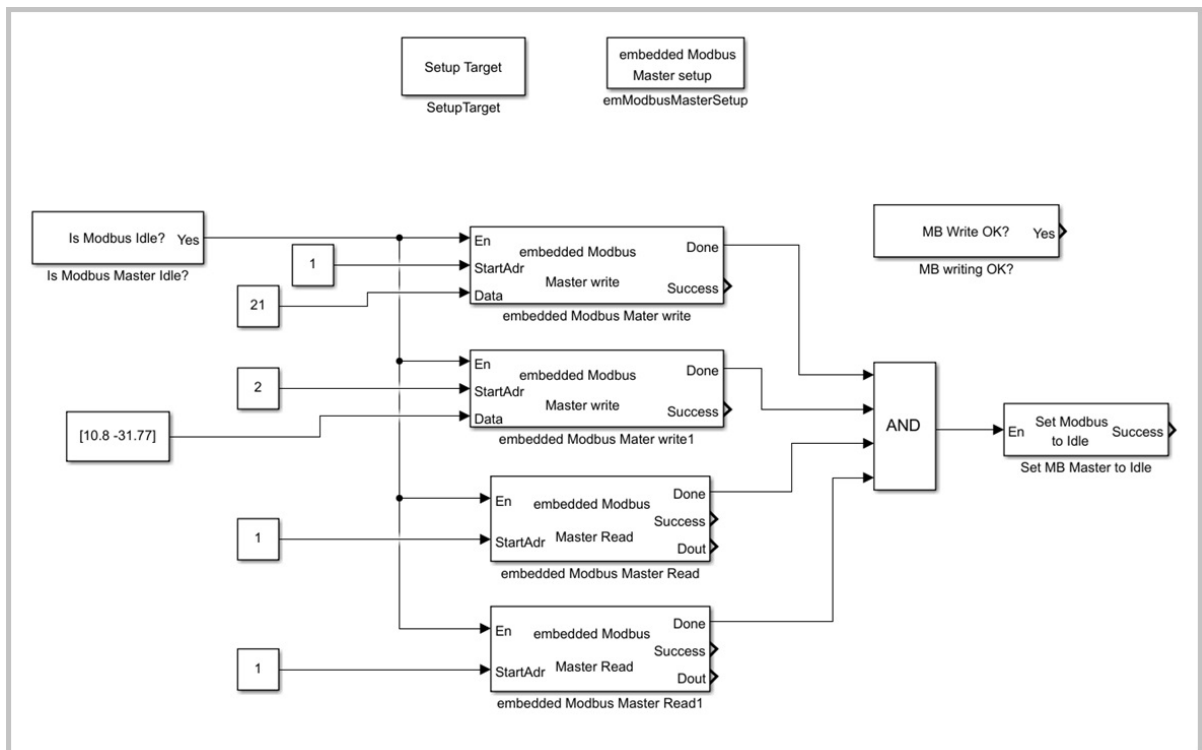 Setup Target
SetupTarget
embedded Modbus
Master setup
emModbusMasterSetup
Is Modbus Idle? Yes
Is Modbus Master Idle?
1
21
En
StartAdr
Data
embedded Modbus
Master write
Done
Success
embedded Modbus Mater write
MB Write OK? Yes
MB writing OK?
2
[10.8 -31.77]
En
StartAdr
Data
embedded Modbus
Master write
Done
Success
embedded Modbus Mater write1
AND
En
Set Modbus
to Idle
Success
Set MB Master to Idle
1
En
StartAdr
embedded Modbus
Master Read
Done
Success
Dout
embedded Modbus Master Read
1
En
StartAdr
embedded Modbus
Master Read
Done
Success
Dout
embedded Modbus Master Read1